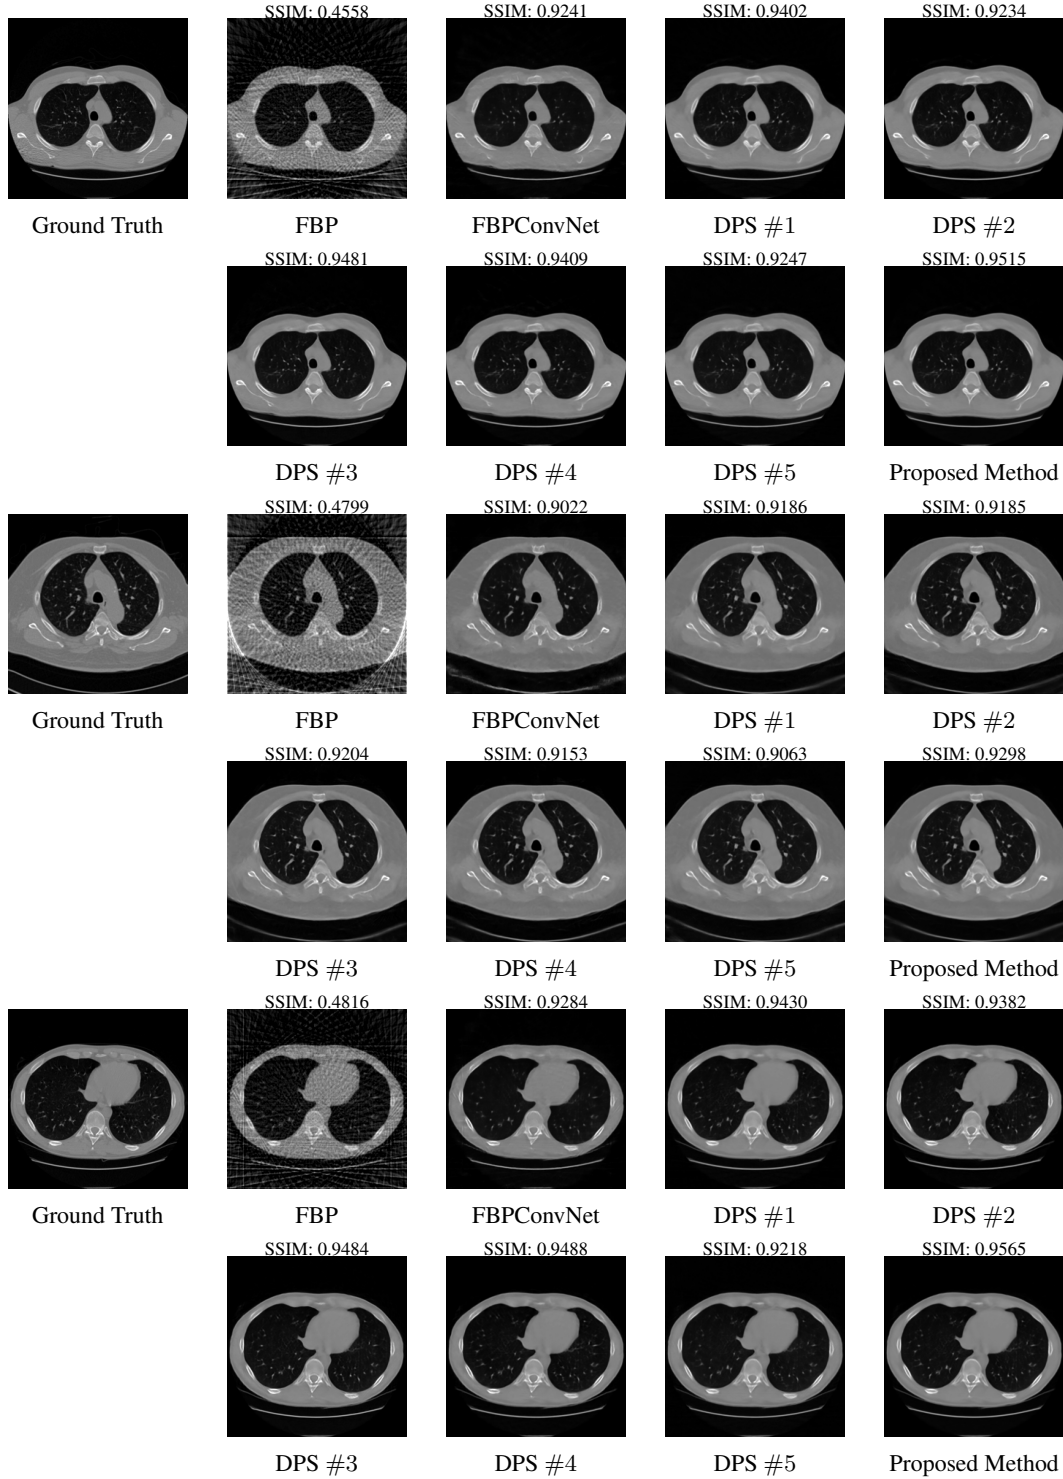 SSIM: 0.4558 SSIM: 0.9241 SSIM: 0.9402 SSIM: 0.9234
Ground Truth FBP FBPConvNet DPS #1 DPS #2
SSIM: 0.9481 SSIM: 0.9409 SSIM: 0.9247 SSIM: 0.9515
DPS #3 DPS #4 DPS #5 Proposed Method
SSIM: 0.4799 SSIM: 0.9022 SSIM: 0.9186 SSIM: 0.9185
Ground Truth FBP FBPConvNet DPS #1 DPS #2
SSIM: 0.9204 SSIM: 0.9153 SSIM: 0.9063 SSIM: 0.9298
DPS #3 DPS #4 DPS #5 Proposed Method
SSIM: 0.4816 SSIM: 0.9284 SSIM: 0.9430 SSIM: 0.9382
Ground Truth FBP FBPConvNet DPS #1 DPS #2
SSIM: 0.9484 SSIM: 0.9488 SSIM: 0.9218 SSIM: 0.9565
DPS #3 DPS #4 DPS #5 Proposed Method